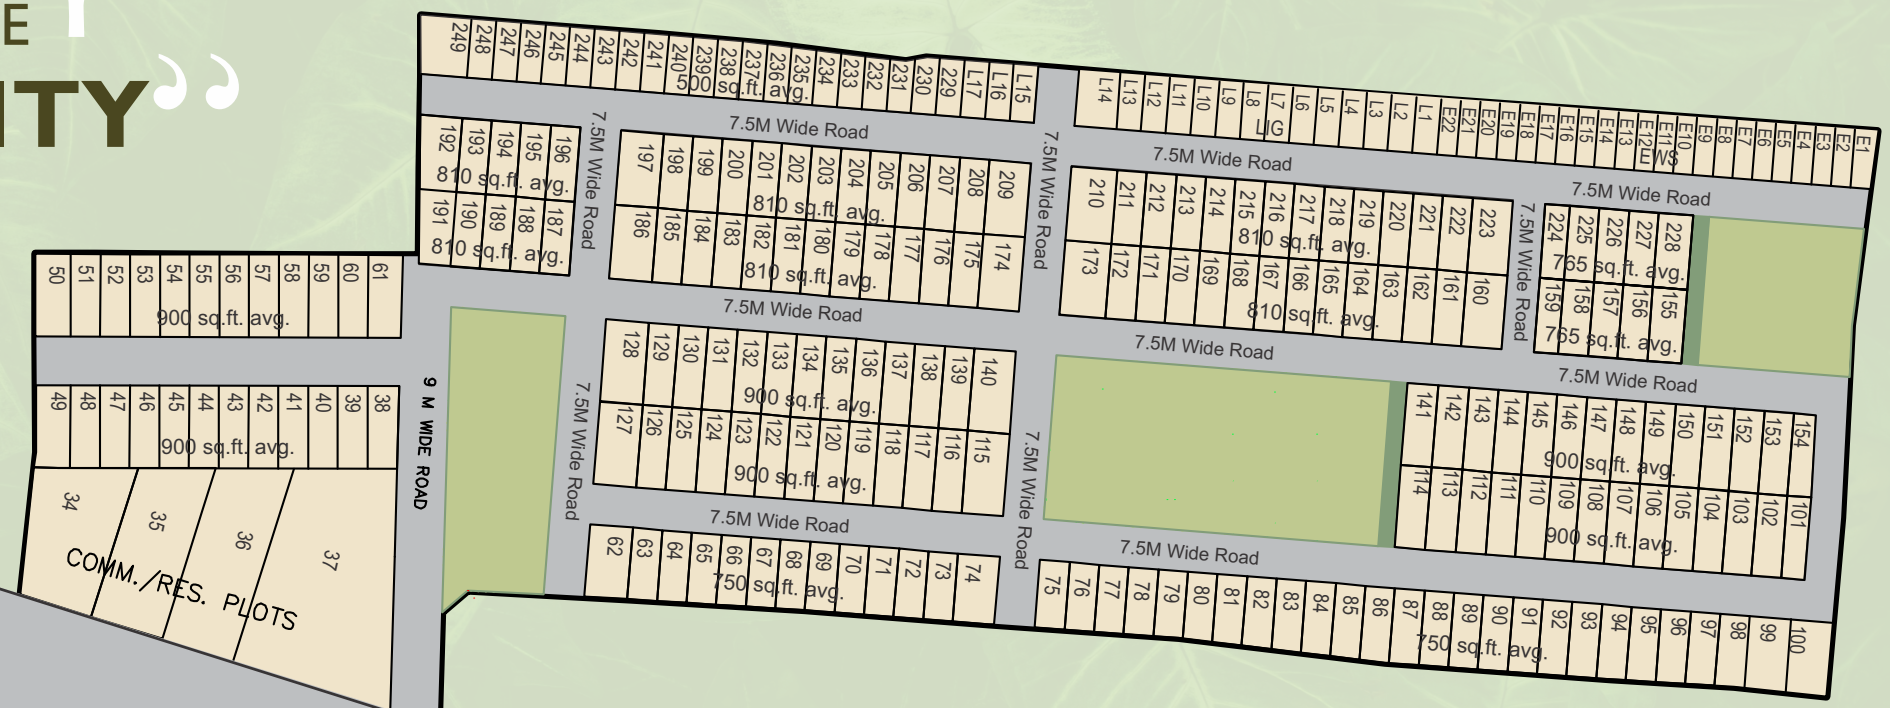 E Y
ITY”
249 248 247 246 245 244 243 242 241 240 239 238 237 236 235 234 233 232 231 230 229 L17 L16 L15
500 sq.ft. avg.
L14 L13 L12 L11 L10 L9 L8 L7 L6 L5 L4 L3 L2 L1 E22 E21 E20 E19 E18 E17 E16 E15 E14 E13 E12 E11 E10 E9 E8 E7 E6 E5 E4 E3 E2 E1
LIG
EWS
7.5M Wide Road
7.5M Wide Road
7.5M Wide Road
192 193 194 195 196
810 sq.ft. avg.
191 190 189 188 187
810 sq.ft. avg.
7.5M Wide Road
197 198 199 200 201 202 203 204 205 206 207 208 209
810 sq.ft. avg.
186 185 184 183 182 181 180 179 178 177 176 175 174
810 sq.ft. avg.
7.5M Wide Road
210 211 212 213 214 215 216 217 218 219 220 221 222 223
810 sq.ft. avg.
173 172 171 170 169 168 167 166 165 164 163 162 161 160
810 sq.ft. avg.
7.5M Wide Road
224 225 226 227 228
765 sq.ft. avg.
159 158 157 156 155
765 sq.ft. avg.
50 51 52 53 54 55 56 57 58 59 60 61
900 sq.ft. avg.
7.5M Wide Road
7.5M Wide Road
7.5M Wide Road
49 48 47 46 45 44 43 42 41 40 39 38
900 sq.ft. avg.
34 35 36 37
COMM./RES. PLOTS
9 M WIDE ROAD
7.5M Wide Road
128 129 130 131 132 133 134 135 136 137 138 139 140
900 sq.ft. avg.
127 126 125 124 123 122 121 120 119 118 117 116 115
900 sq.ft. avg.
7.5M Wide Road
141 142 143 144 145 146 147 148 149 150 151 152 153 154
900 sq.ft. avg.
114 113 112 111 110 109 108 107 106 105 104 103 102 101
900 sq.ft. avg.
7.5M Wide Road
7.5M Wide Road
62 63 64 65 66 67 68 69 70 71 72 73 74
750 sq.ft. avg.
75 76 77 78 79 80 81 82 83 84 85 86 87 88 89 90 91 92 93 94 95 96 97 98 99 100
750 sq.ft. avg.